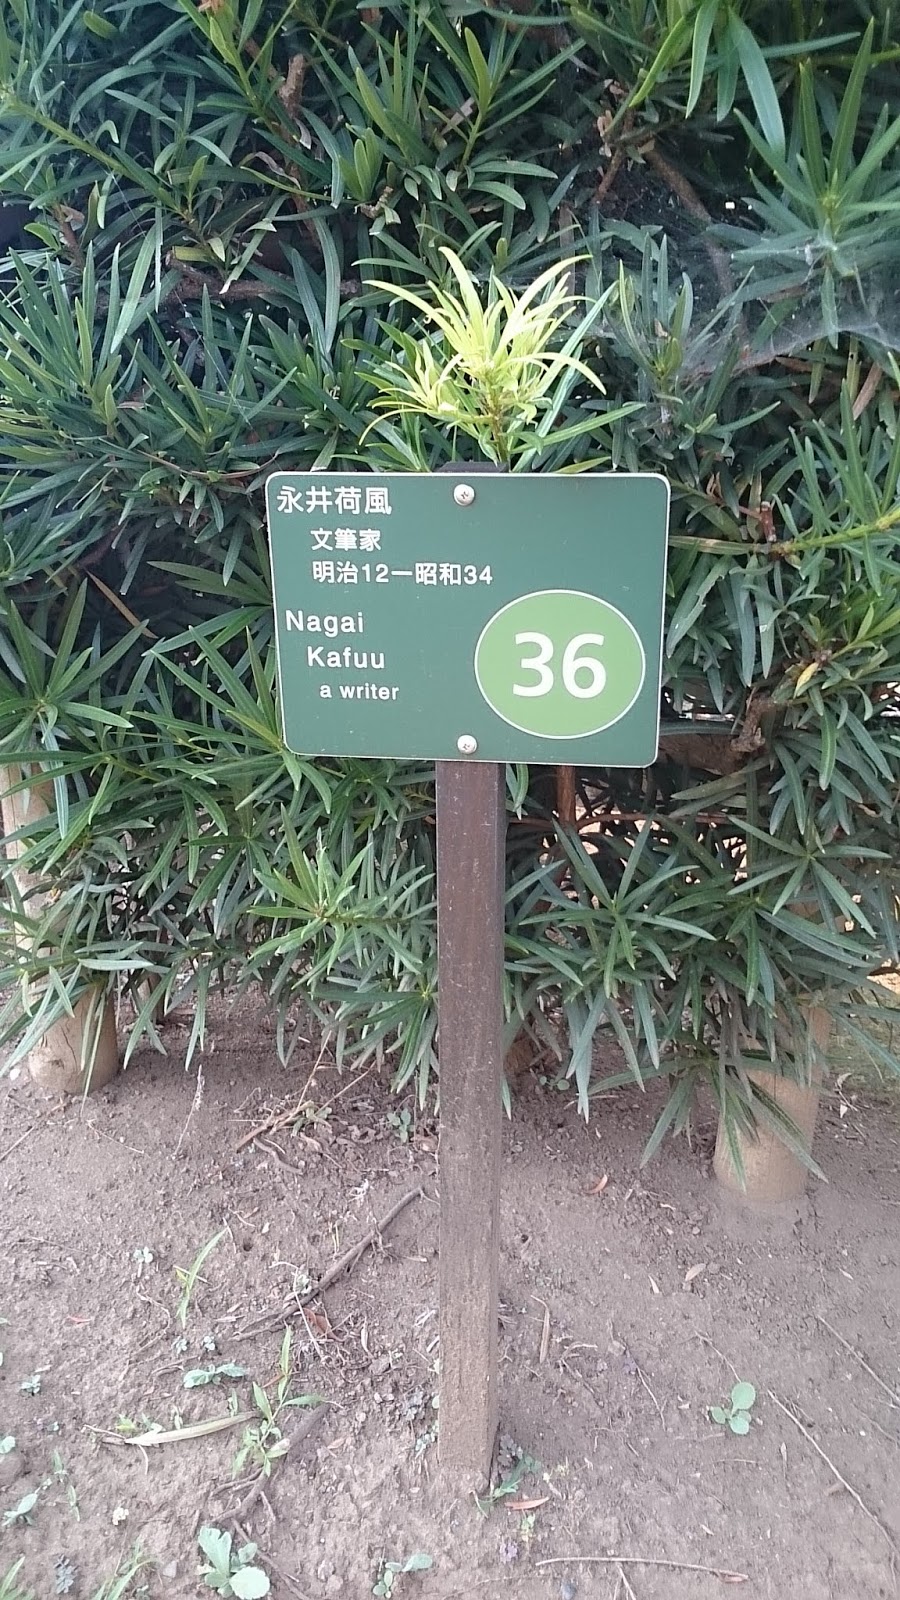 永井荷風
文筆家
明治12ー昭和34
Nagai
Kafuu
a writer
36